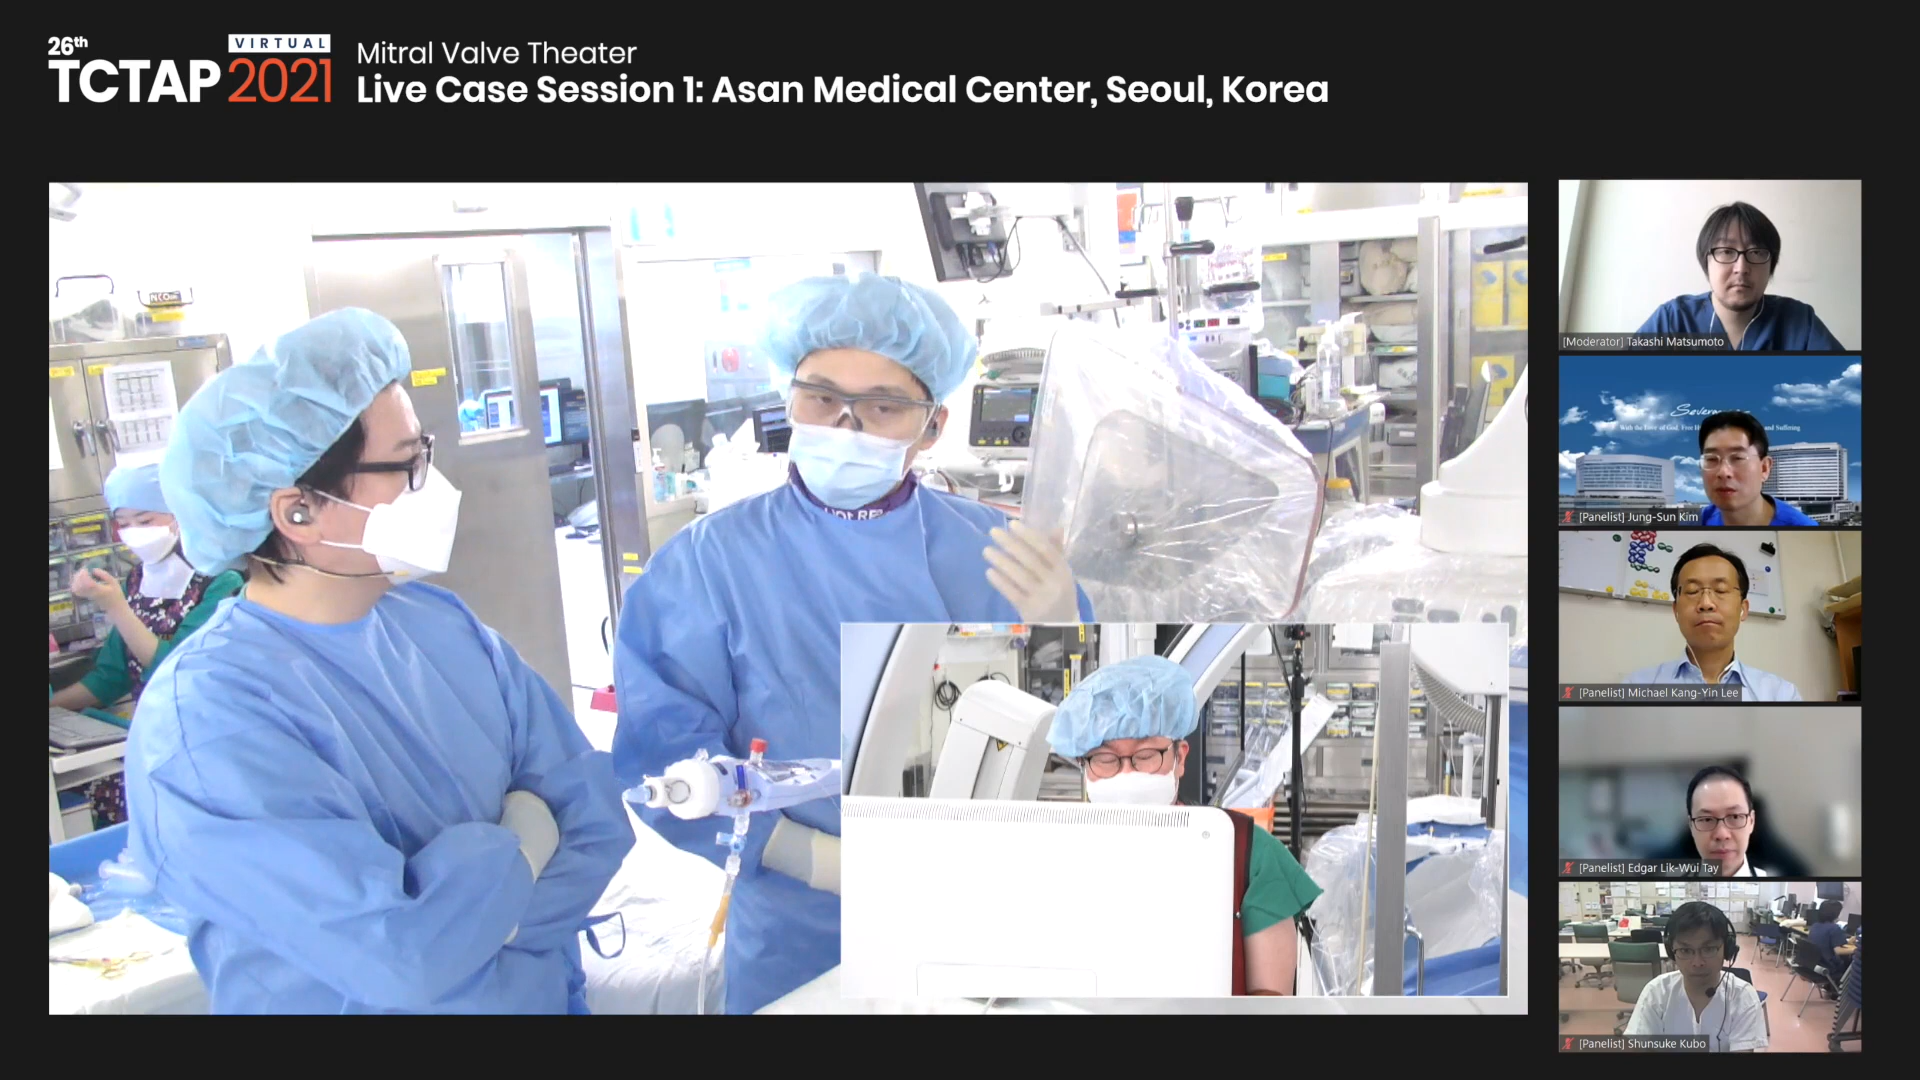 26th
TCTAP
VIRTUAL
2021
Mitral Valve Theater
Live Case Session 1: Asan Medical Center, Seoul, Korea
[Moderator] Takashi Matsumoto
[Panelist] Jung-Sun Kim
[Panelist] Michael Kang-Yin Lee
[Panelist] Edgar Lik-Wui Tay
[Panelist] Shunsuke Kubo